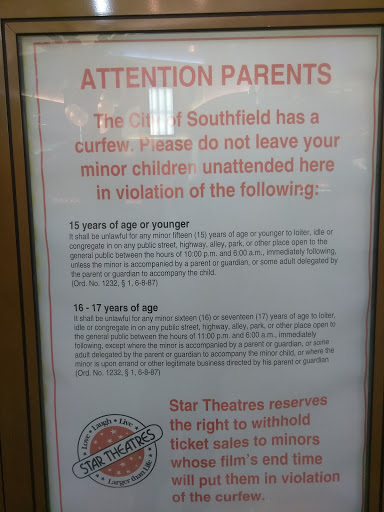 ATTENTION PARENTS
The City of Southfield has a
curfew. Please do not leave your
minor children unattended here
in violation of the following:
15 years of age or younger
It shall be unlawful for any minor fifteen (15) years of age or younger to loiter, idle or
congregate in on any public street, highway, alley, park, or other place open to the
general public between the hours of 10:00 p.m. and 6:00 a.m., immediately following,
unless the minor is accompanied by a parent or guardian, or some adult delegated by
the parent or guardian to accompany the child.
(Ord. No. 1232, § 1, 6-8-87)
16 - 17 years of age
It shall be unlawful for any minor sixteen (16) or seventeen (17) years of age to loiter,
idle or congregate in on any public street, highway, alley, park, or other place open to
the general public between the hours of 11:00 p.m. and 6:00 a.m., immediately
following, except where the minor is accompanied by a parent or guardian, or some
adult delegated by the parent or guardian to accompany the minor child, or where the
minor is upon errand or other legitimate business directed by his parent or guardian
(Ord. No. 1232, § 1, 6-8-87)
Love • Laugh • Live
STAR THEATRES
Larger than Life
Star Theatres reserves
the right to withhold
ticket sales to minors
whose film's end time
will put them in violation
of the curfew.